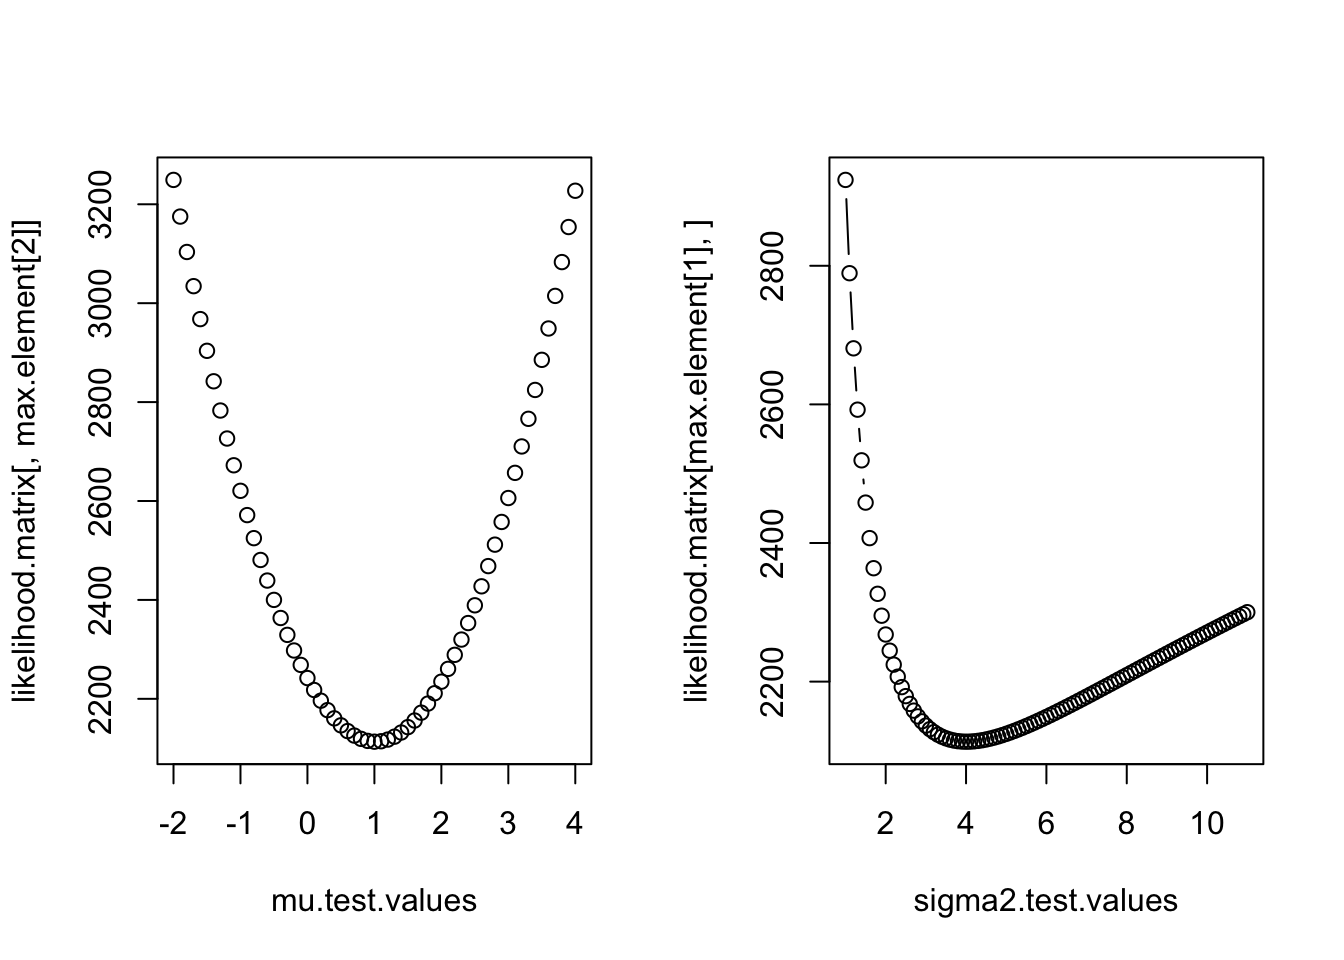 likelihood.matrix[, max.element[2]]
3200
3000
2800
2600
2400
2200
-2 -1 0 1 2 3 4
mu.test.values
likelihood.matrix[max.element[1], ]
2800
2600
2400
2200
2 4 6 8 10
sigma2.test.values